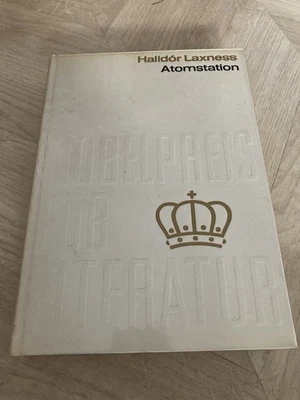 Halldór Laxness
Atomstation
NOBELPREIS
FÜR
LITERATUR